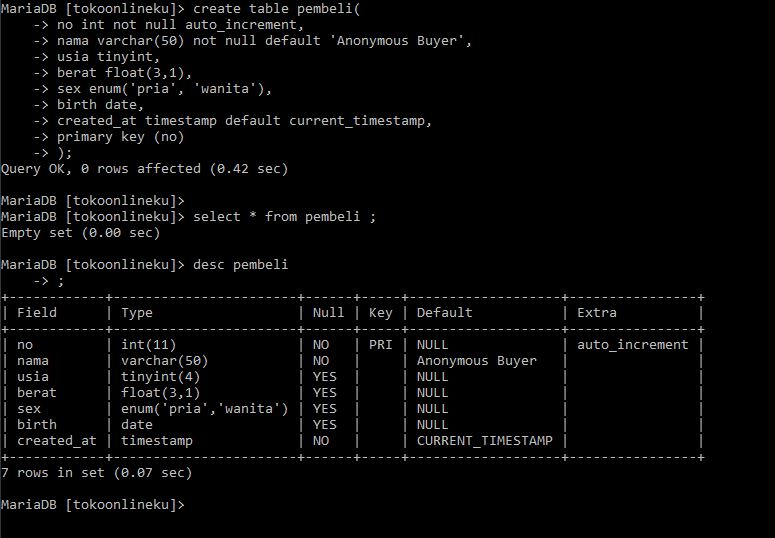 MariaDB [tokoonlineku]> create table pembeli(
    -> no int not null auto_increment,
    -> nama varchar(50) not null default 'Anonymous Buyer',
    -> usia tinyint,
    -> berat float(3,1),
    -> sex enum('pria', 'wanita'),
    -> birth date,
    -> created_at timestamp default current_timestamp,
    -> primary key (no)
    -> );
Query OK, 0 rows affected (0.42 sec)

MariaDB [tokoonlineku]>
MariaDB [tokoonlineku]> select * from pembeli ;
Empty set (0.00 sec)

MariaDB [tokoonlineku]> desc pembeli
    -> ;
+------------+-----------------------+------+-----+-------------------+----------------+
| Field      | Type                  | Null | Key | Default           | Extra          |
+------------+-----------------------+------+-----+-------------------+----------------+
| no         | int(11)               | NO   | PRI | NULL              | auto_increment |
| nama       | varchar(50)           | NO   |     | Anonymous Buyer   |                |
| usia       | tinyint(4)            | YES  |     | NULL              |                |
| berat      | float(3,1)            | YES  |     | NULL              |                |
| sex        | enum('pria','wanita') | YES  |     | NULL              |                |
| birth      | date                  | YES  |     | NULL              |                |
| created_at | timestamp             | NO   |     | CURRENT_TIMESTAMP |                |
+------------+-----------------------+------+-----+-------------------+----------------+
7 rows in set (0.07 sec)

MariaDB [tokoonlineku]>